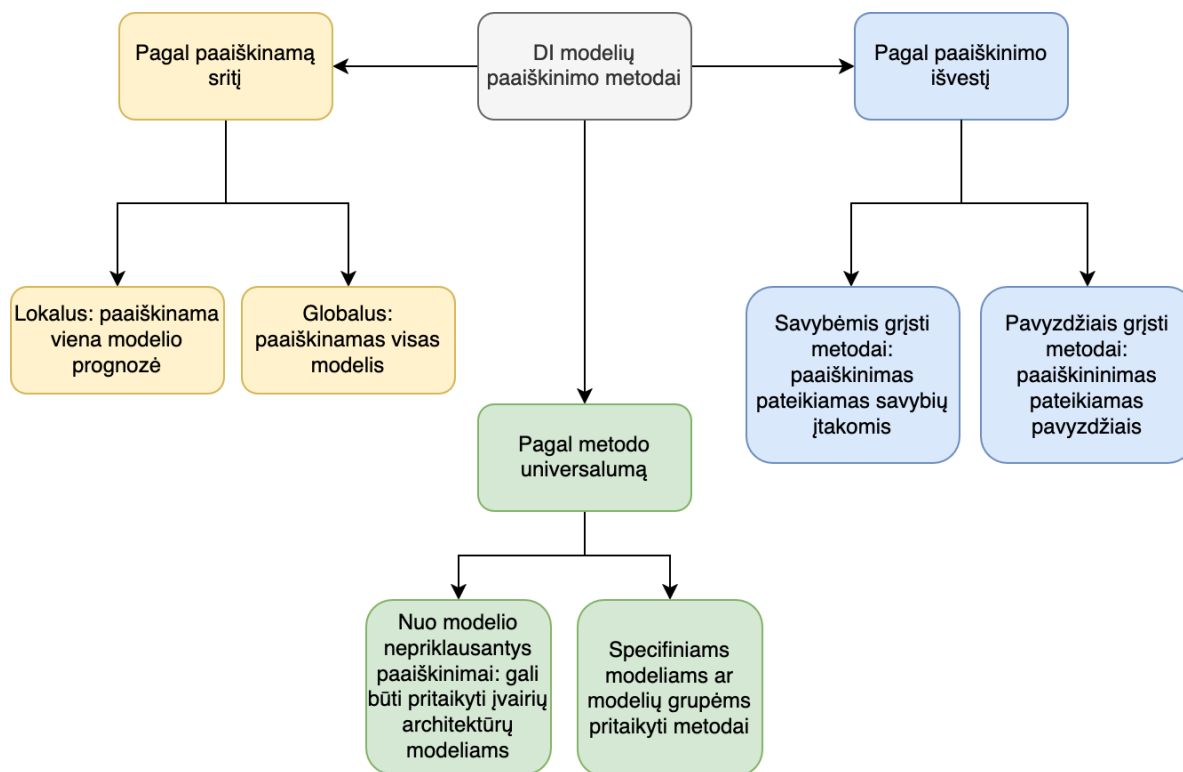 Pagal paaiškinamą
sritį
DI modelių
paaiškinimo metodai
Pagal paaiškinimo
išvestį
Lokalus: paaiškinama
viena modelio
prognozė
Globalus:
paaiškinamas visas
modelis
Savybėmis grįsti
metodai:
paaiškinimas
pateikiamas savybių
įtakomis
Pavyzdžiais grįsti
metodai:
paaiškininimas
pateikiamas
pavyzdžiais
Pagal metodo
universalumą
Nuo modelio
nepriklausantys
paaiškinimai: gali
būti pritaikyti įvairių
architektūrų
modeliams
Specifiniams
modeliams ar
modelių grupėms
pritaikyti metodai